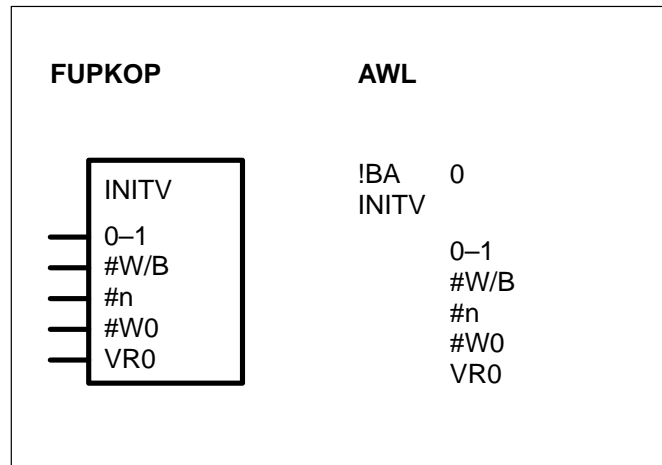 FUPKOP
AWL
INITV
0–1
#W/B
#n
#W0
VR0
!BA 0
INITV
0–1
#W/B
#n
#W0
VR0